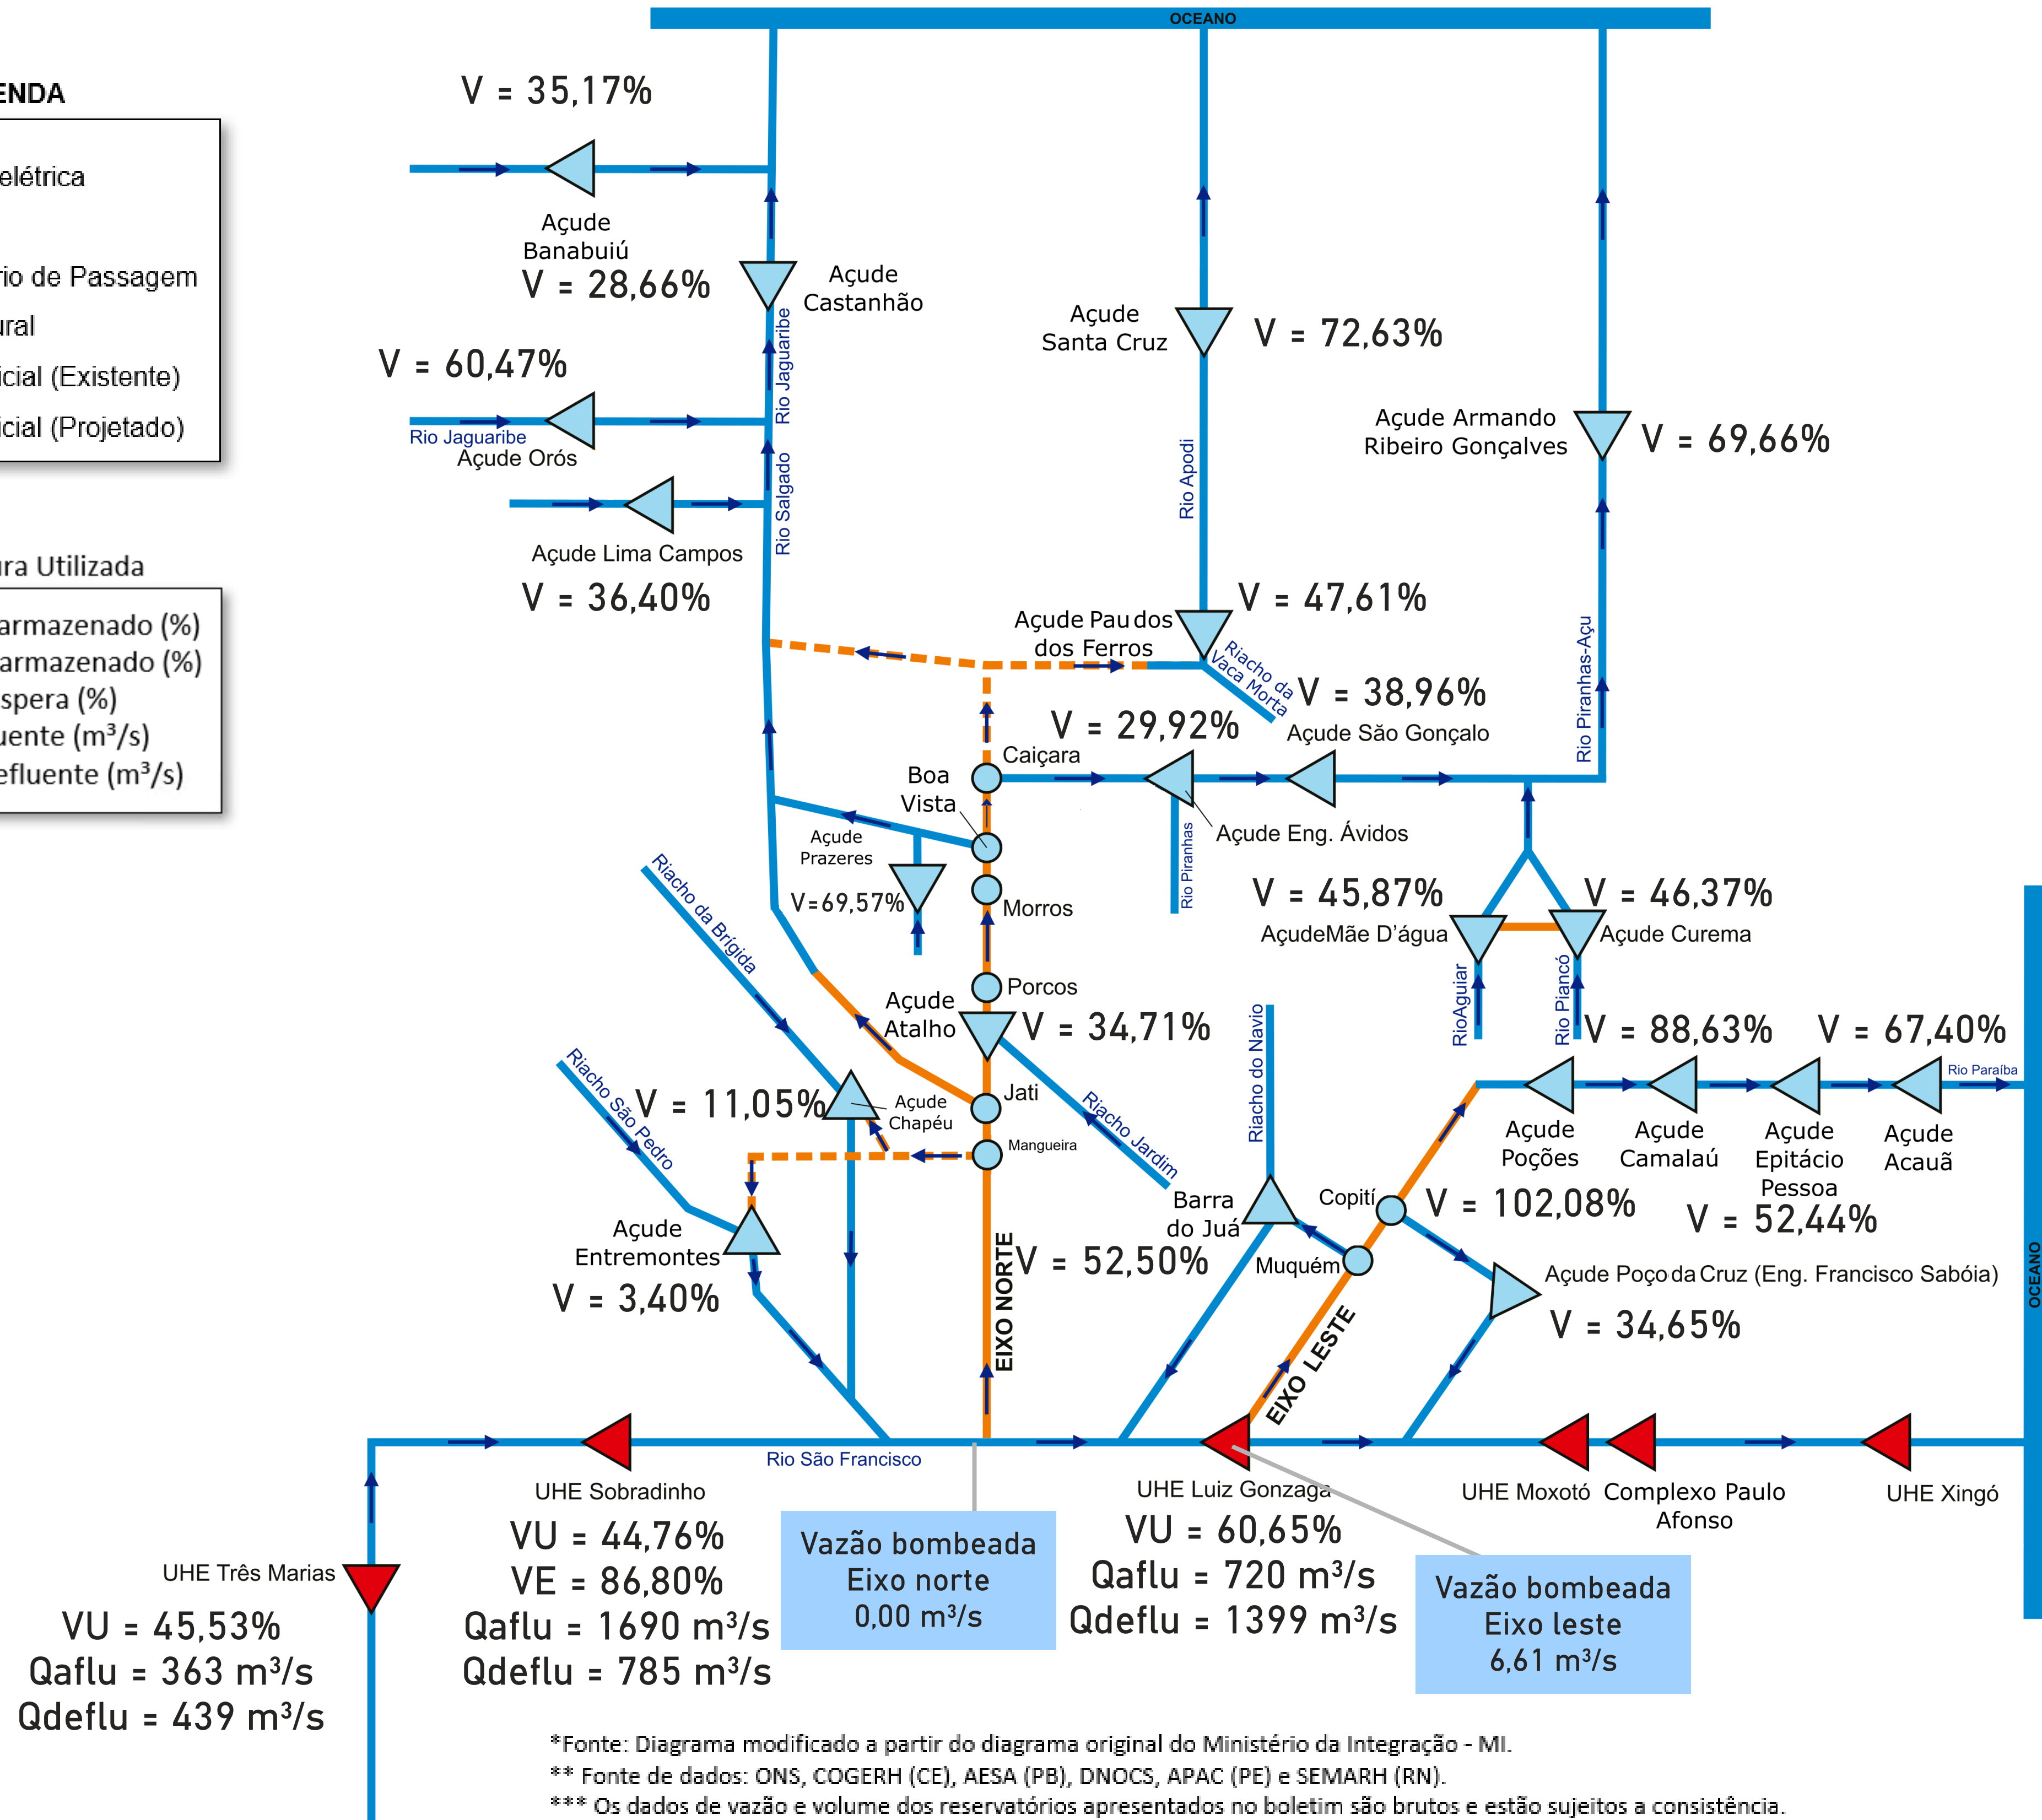 OCEANO
ENDA
elétrica
rio de Passagem
ural
icial (Existente)
icial (Projetado)
ura Utilizada
armazenado (%)
armazenado (%)
spera (%)
uente (m³/s)
efluente (m³/s)
V = 35,17%
Açude
Banabuiú
V = 28,66%
Açude
Castanhão
Rio Jaguaribe
V = 60,47%
Rio Jaguaribe
Açude Orós
Rio Salgado
Açude Lima Campos
V = 36,40%
Açude
Santa Cruz
V = 72,63%
Rio Apodi
Açude Armando
Ribeiro Gonçalves
V = 69,66%
Rio Piranhas-Açu
V = 47,61%
Açude Pau dos
dos Ferros
Riacho da
Vaca Morta
V = 38,96%
Açude São Gonçalo
V = 29,92%
Caiçara
Boa
Vista
Açude Eng. Ávidos
Rio Piranhas
Açude
Prazeres
V=69,57%
Morros
Riacho da Brígida
V = 45,87%
AçudeMãe D'água
V = 46,37%
Açude Curema
RioAguiar
Rio Piancó
Porcos
Açude
Atalho
V = 34,71%
Riacho do Navio
V = 88,63%
V = 67,40%
Rio Paraíba
Riacho São Pedro
V = 11,05%
Açude
Chapéu
Jati
Mangueira
Riacho Jardim
Açude
Poções
Açude
Camalaú
Açude
Epitácio
Pessoa
Açude
Acauã
V = 102,08%
V = 52,44%
Barra
do Juá
Copití
Muquém
V = 52,50%
EIXO NORTE
EIXO LESTE
Açude
Entremontes
V = 3,40%
Açude Poço da Cruz (Eng. Francisco Sabóia)
V = 34,65%
OCEANO
Rio São Francisco
UHE Sobradinho
VU = 44,76%
VE = 86,80%
Qaflu = 1690 m³/s
Qdeflu = 785 m³/s
UHE Luiz Gonzaga
VU = 60,65%
Qaflu = 720 m³/s
Qdeflu = 1399 m³/s
UHE Moxotó
Complexo Paulo
Afonso
UHE Xingó
Vazão bombeada
Eixo norte
0,00 m³/s
Vazão bombeada
Eixo leste
6,61 m³/s
UHE Três Marias
VU = 45,53%
Qaflu = 363 m³/s
Qdeflu = 439 m³/s
*Fonte: Diagrama modificado a partir do diagrama original do Ministério da Integração - MI.
** Fonte de dados: ONS, COGERH (CE), AESA (PB), DNOCS, APAC (PE) e SEMARH (RN).
*** Os dados de vazão e volume dos reservatórios apresentados no boletim são brutos e estão sujeitos a consistência.